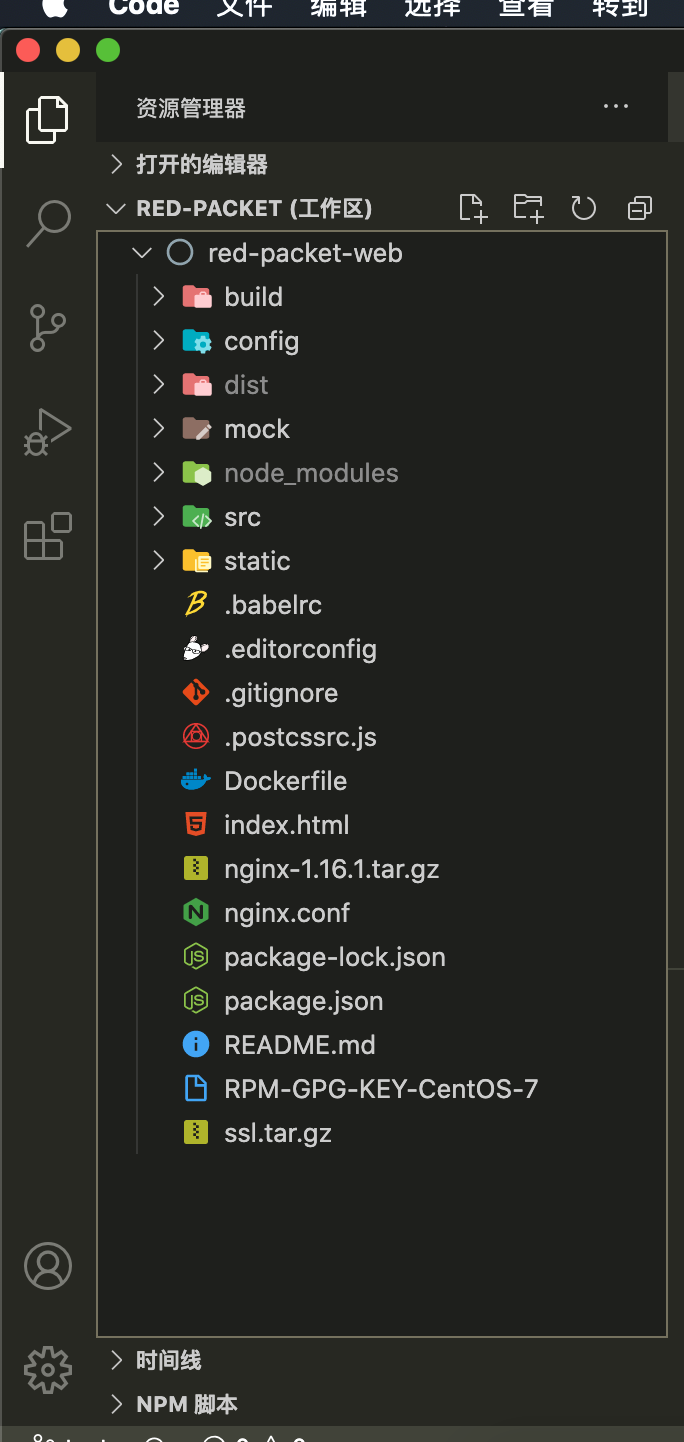 Code 文件 编辑 选择 查看 转到
资源管理器
打开的编辑器
RED-PACKET (工作区)
red-packet-web
build
config
dist
mock
node_modules
src
static
.babelrc
.editorconfig
.gitignore
.postcssrc.js
Dockerfile
index.html
nginx-1.16.1.tar.gz
nginx.conf
package-lock.json
package.json
README.md
RPM-GPG-KEY-CentOS-7
ssl.tar.gz
时间线
NPM 脚本